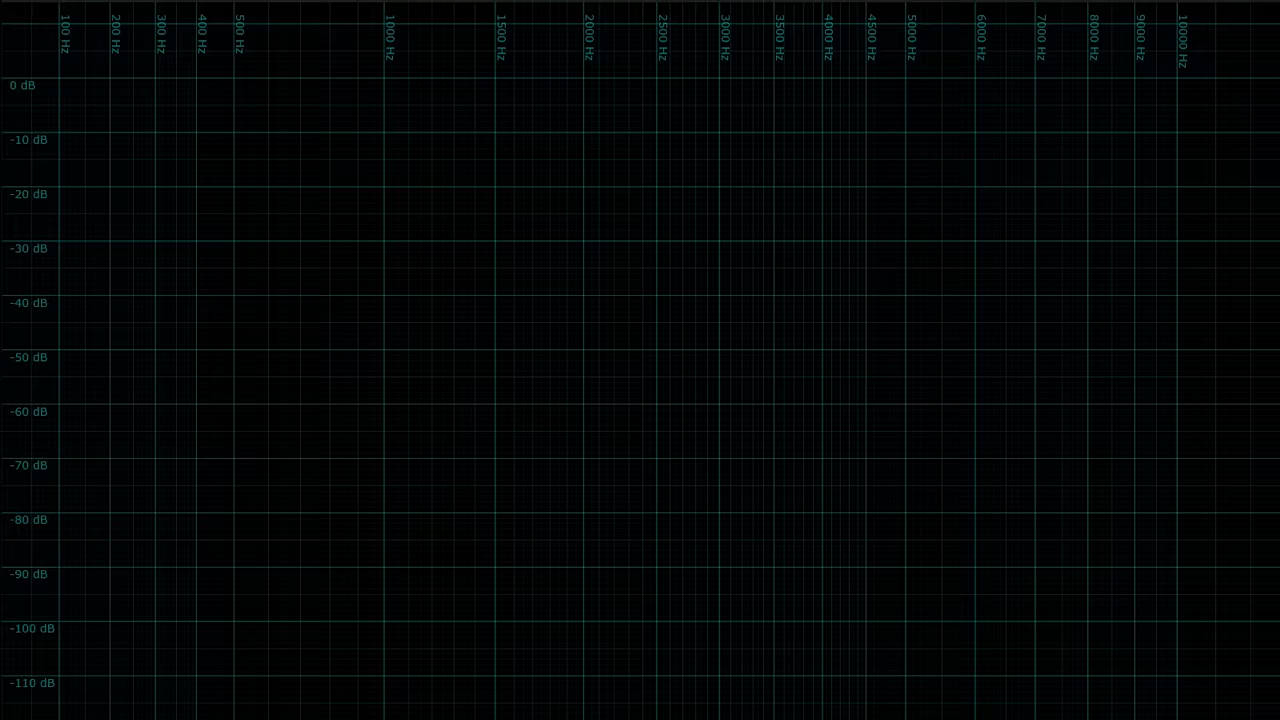 100 Hz
200 Hz
300 Hz
400 Hz
500 Hz
1000 Hz
1500 Hz
2000 Hz
2500 Hz
3000 Hz
3500 Hz
4000 Hz
4500 Hz
5000 Hz
6000 Hz
7000 Hz
8000 Hz
9000 Hz
10000 Hz
0 dB
-10 dB
-20 dB
-30 dB
-40 dB
-50 dB
-60 dB
-70 dB
-80 dB
-90 dB
-100 dB
-110 dB